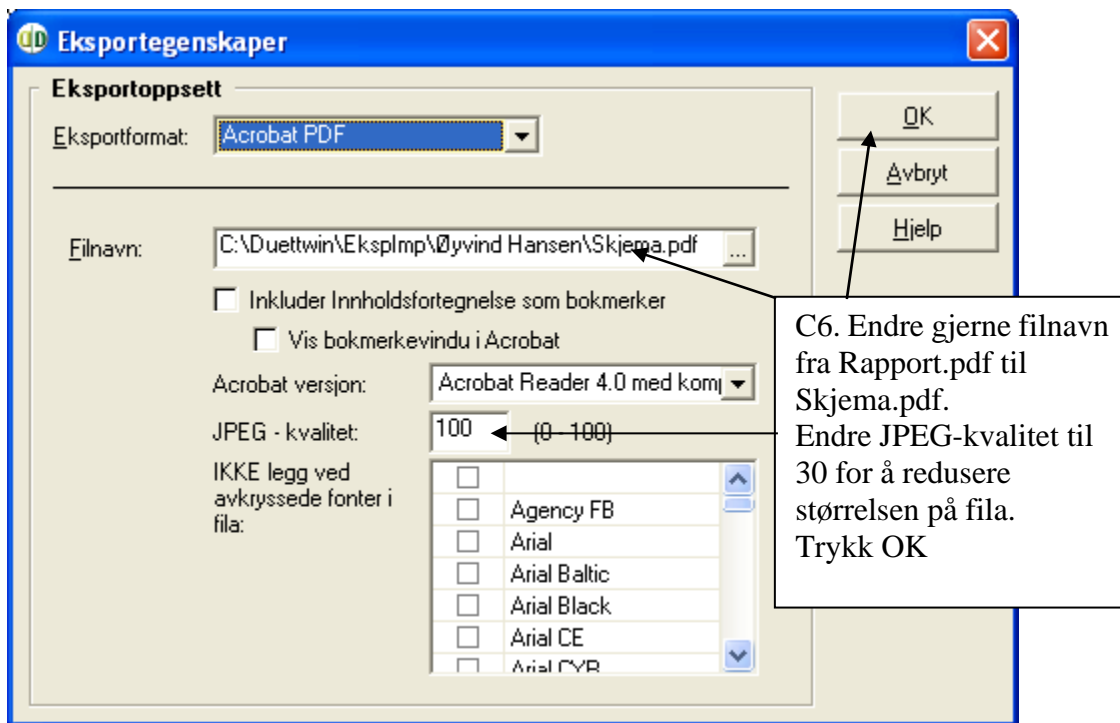 Eksportegenskaper
Eksportoppsett
Eksportformat: Acrobat PDF
OK
Avbryt
Hjelp
Filnavn: C:\Duettwin\EkspImp\Øyvind Hansen\Skjema.pdf ...
Inkluder Innholdsfortegnelse som bokmerker
Vis bokmerkevindu i Acrobat
Acrobat versjon: Acrobat Reader 4.0 med komp
JPEG - kvalitet: 100 (0 - 100)
IKKE legg ved
avkryssede fonter i
fila:
Agency FB
Arial
Arial Baltic
Arial Black
Arial CE
Arial CYR
C6. Endre gjerne filnavn
fra Rapport.pdf til
Skjema.pdf.
Endre JPEG-kvalitet til
30 for å redusere
størrelsen på fila.
Trykk OK